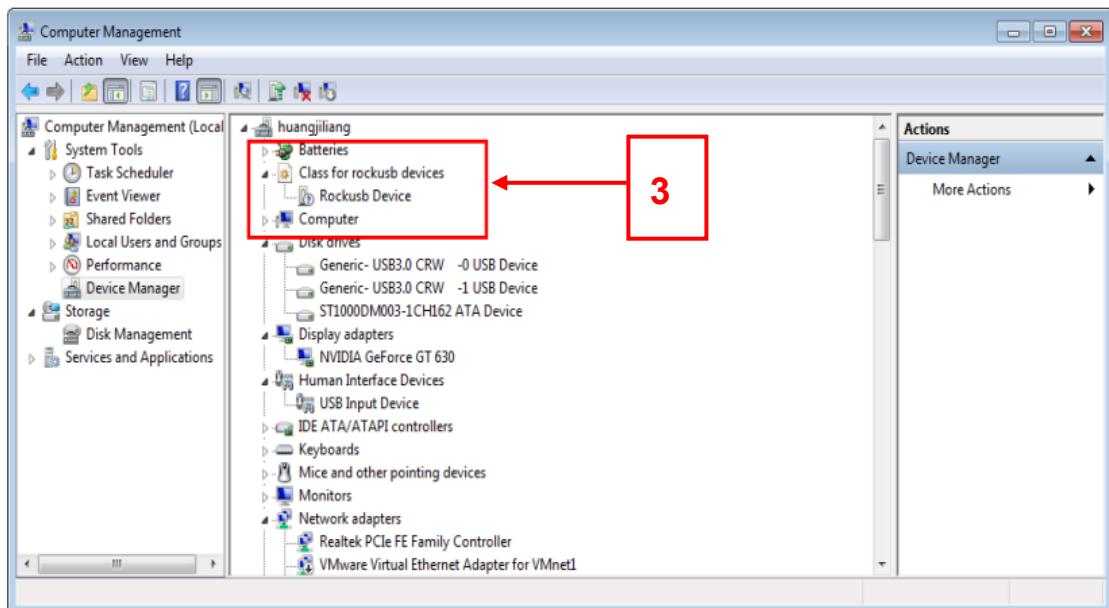 Computer Management
File Action View Help
Computer Management (Local
System Tools
Task Scheduler
Event Viewer
Shared Folders
Local Users and Groups
Performance
Device Manager
Storage
Disk Management
Services and Applications
huangjiliang
Batteries
Class for rockusb devices
Rockusb Device
Computer
Disk drives
Generic- USB3.0 CRW -0 USB Device
Generic- USB3.0 CRW -1 USB Device
ST1000DM003-1CH162 ATA Device
Display adapters
NVIDIA GeForce GT 630
Human Interface Devices
USB Input Device
IDE ATA/ATAPI controllers
Keyboards
Mice and other pointing devices
Monitors
Network adapters
Realtek PCIe FE Family Controller
VMware Virtual Ethernet Adapter for VMnet1
3
Actions
Device Manager
More Actions